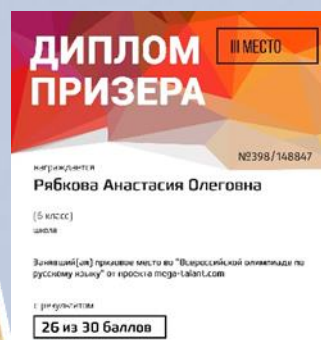 ДИПЛОМ
III МЕСТО
ПРИЗЕРА
№398/148847
награждается
Рябкова Анастасия Олеговна
(6 класс)
школа
Занявший(ая) призовое место во "Всероссийской олимпиаде по
русскому языку" от проекта mega-talant.com
с результатом
26 из 30 баллов